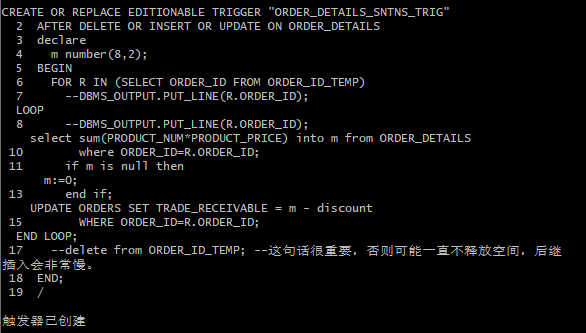 CREATE OR REPLACE EDITIONABLE TRIGGER "ORDER_DETAILS_SNTNS_TRIG"
2 AFTER DELETE OR INSERT OR UPDATE ON ORDER_DETAILS
3 declare
4 m number(8,2);
5 BEGIN
6 FOR R IN (SELECT ORDER_ID FROM ORDER_ID_TEMP)
7 --DBMS_OUTPUT.PUT_LINE(R.ORDER_ID);
LOOP
8 --DBMS_OUTPUT.PUT_LINE(R.ORDER_ID);
select sum(PRODUCT_NUM*PRODUCT_PRICE) into m from ORDER_DETAILS
10 where ORDER_ID=R.ORDER_ID;
11 if m is null then
m:=0;
13 end if;
UPDATE ORDERS SET TRADE_RECEIVABLE = m - discount
15 WHERE ORDER_ID=R.ORDER_ID;
END LOOP;
17 --delete from ORDER_ID_TEMP; --这句话很重要，否则可能一直不释放空间，后继
插入会非常慢。
18 END;
19 /
触发器已创建